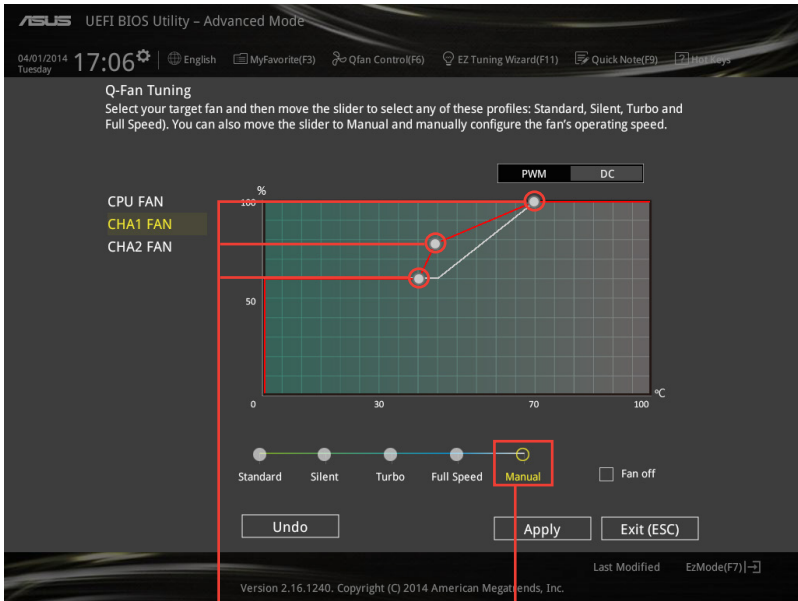 ASUS UEFI BIOS Utility – Advanced Mode
04/01/2014 Tuesday 17:06 English MyFavorite(F3) Qfan Control(F6) EZ Tuning Wizard(F11) Quick Note(F9) ? Hot Keys
Q-Fan Tuning
Select your target fan and then move the slider to select any of these profiles: Standard, Silent, Turbo and
Full Speed). You can also move the slider to Manual and manually configure the fan's operating speed.
PWM DC
%
CPU FAN 100
CHA1 FAN
CHA2 FAN
50
°C
0 30 70 100
Standard Silent Turbo Full Speed Manual Fan off
Undo Apply Exit (ESC)
Last Modified EzMode(F7)
Version 2.16.1240. Copyright (C) 2014 American Megatrends, Inc.